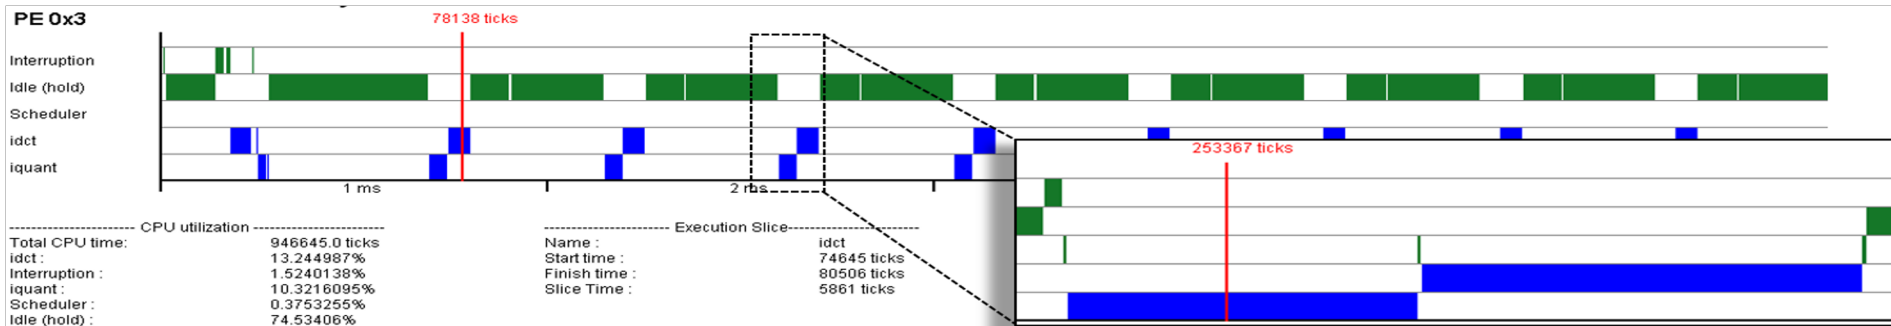 PE 0x3
78138 ticks
Interruption
Idle (hold)
Scheduler
idct
iquant
1 ms
2 ms
253367 ticks
---------------------- CPU utilization -----------------------
Total CPU time: 946645.0 ticks
idct : 13.244987%
Interruption : 1.5240138%
iquant : 10.3216095%
Scheduler : 0.3753255%
Idle (hold) : 74.53406%
---------------------- Execution Slice-----------------------
Name : idct
Start time : 74645 ticks
Finish time : 80506 ticks
Slice Time : 5861 ticks